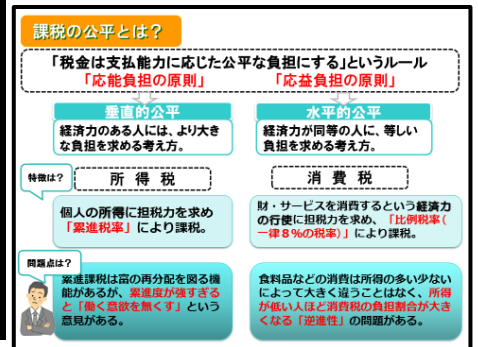 課税の公平とは？
「税金は支払能力に応じた公平な負担にする」というルール
「応能負担の原則」 「応益負担の原則」
垂直的公平
経済力のある人には、より大き
な負担を求める考え方。
水平的公平
経済力が同等の人に、等しい
負担を求める考え方。
特徴は？
所 得 税
個人の所得に担税力を求め
「累進税率」により課税。
消 費 税
財・サービスを消費するという経済力
の行使に担税力を求め、「比例税率（
一律８％の税率）」により課税。
問題点は？
累進課税は富の再分配を図る機
能があるが、累進度が強すぎる
と「働く意欲を無くす」という
意見がある。
食料品などの消費は所得の多い少ない
によって大きく違うことはなく、所得
が低い人ほど消費税の負担割合が大き
くなる「逆進性」の問題がある。